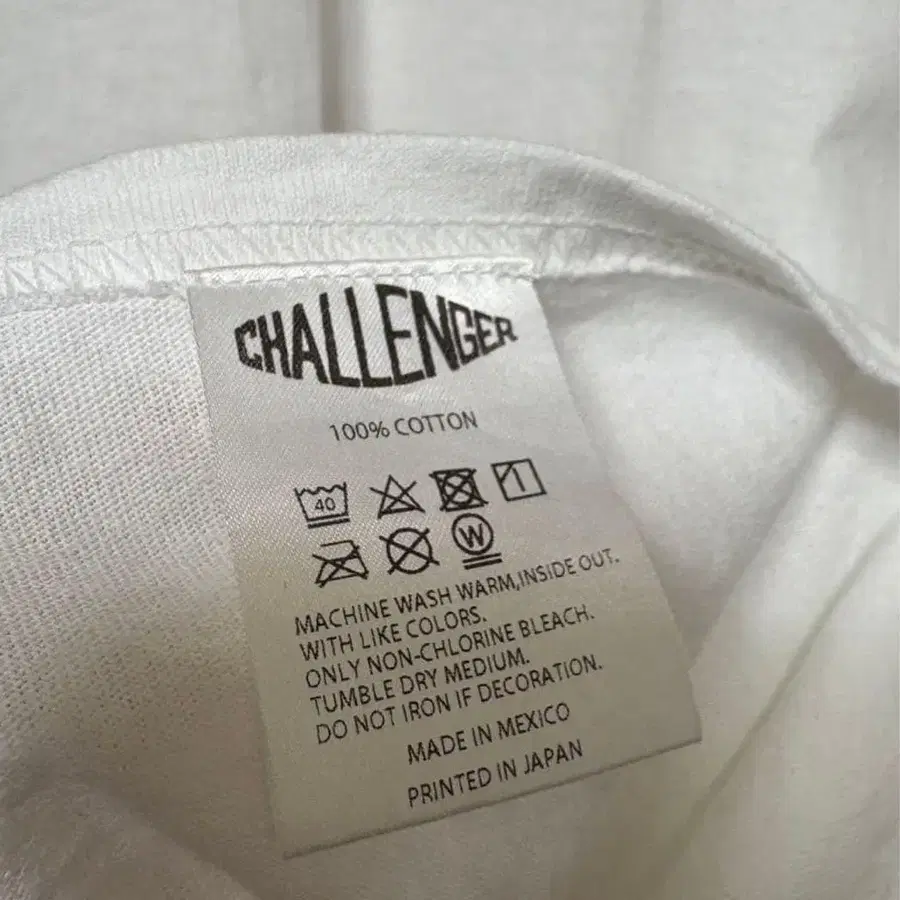 CHALLENGER
100% COTTON
40
W
MACHINE WASH WARM,INSIDE OUT.
WITH LIKE COLORS.
ONLY NON-CHLORINE BLEACH.
TUMBLE DRY MEDIUM.
DO NOT IRON IF DECORATION.
MADE IN MEXICO
PRINTED IN JAPAN